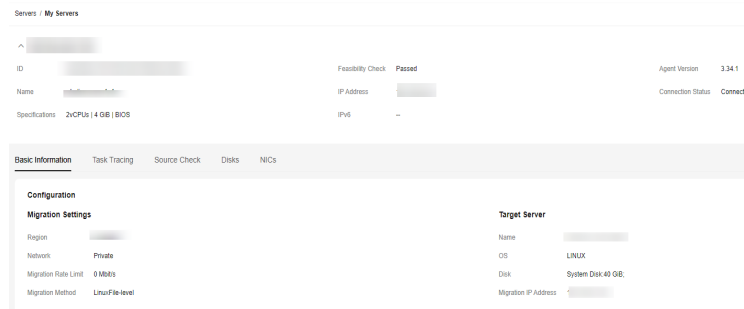 Servers / My Servers
ID
Feasibility Check Passed
Agent Version 3.34.1
Name
IP Address
Connection Status Connect
Specifications 2vCPUs | 4 GiB | BIOS
IPv6 --
Basic Information Task Tracing Source Check Disks NICs
Configuration
Migration Settings
Target Server
Region
Name
Network Private
OS LINUX
Migration Rate Limit 0 Mbit/s
Disk System Disk:40 GiB;
Migration Method LinuxFile-level
Migration IP Address